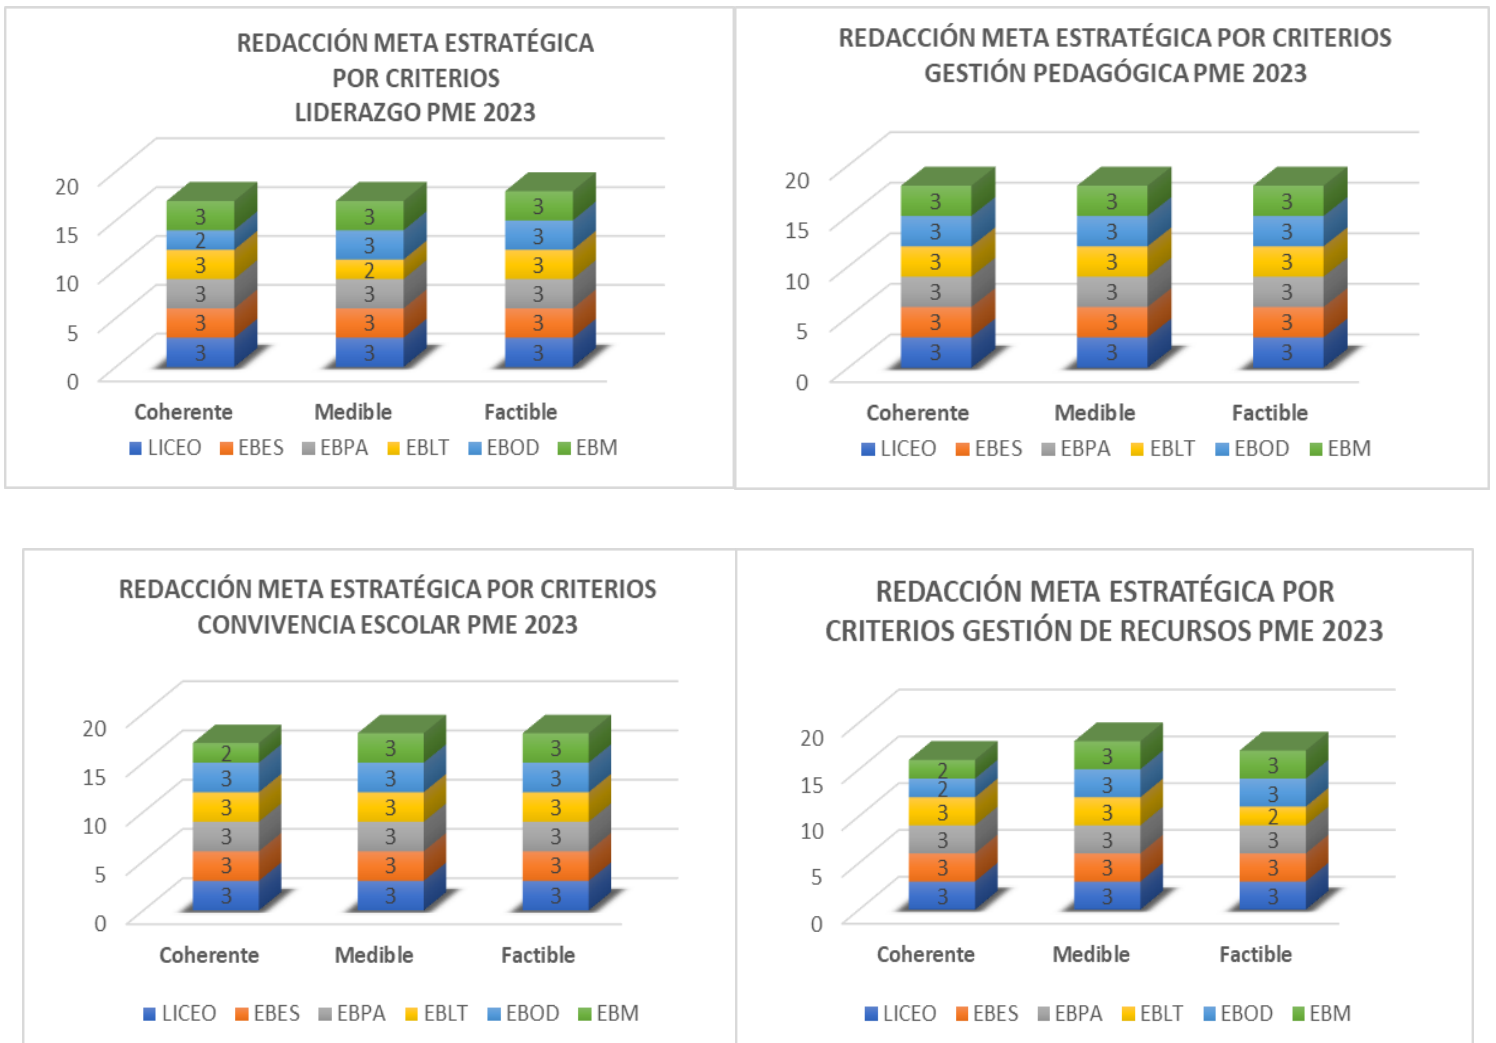 REDACCIÓN META ESTRATÉGICA
POR CRITERIOS
LIDERAZGO PME 2023
20
15
10
5
0
3 3 3
2 3 3
3 2 3
3 3 3
3 3 3
3 3 3
Coherente Medible Factible
LICEO EBES EBPA EBLT EBOD EBM
REDACCIÓN META ESTRATÉGICA POR CRITERIOS
GESTIÓN PEDAGÓGICA PME 2023
20
15
10
5
0
3 3 3
3 3 3
3 3 3
3 3 3
3 3 3
3 3 3
Coherente Medible Factible
LICEO EBES EBPA EBLT EBOD EBM
REDACCIÓN META ESTRATÉGICA POR CRITERIOS
CONVIVENCIA ESCOLAR PME 2023
20
15
10
5
0
2 3 3
3 3 3
3 3 3
3 3 3
3 3 3
3 3 3
Coherente Medible Factible
LICEO EBES EBPA EBLT EBOD EBM
REDACCIÓN META ESTRATÉGICA POR
CRITERIOS GESTIÓN DE RECURSOS PME 2023
20
15
10
5
0
2 3 3
2 3 3
3 3 2
3 3 3
3 3 3
3 3 3
Coherente Medible Factible
LICEO EBES EBPA EBLT EBOD EBM